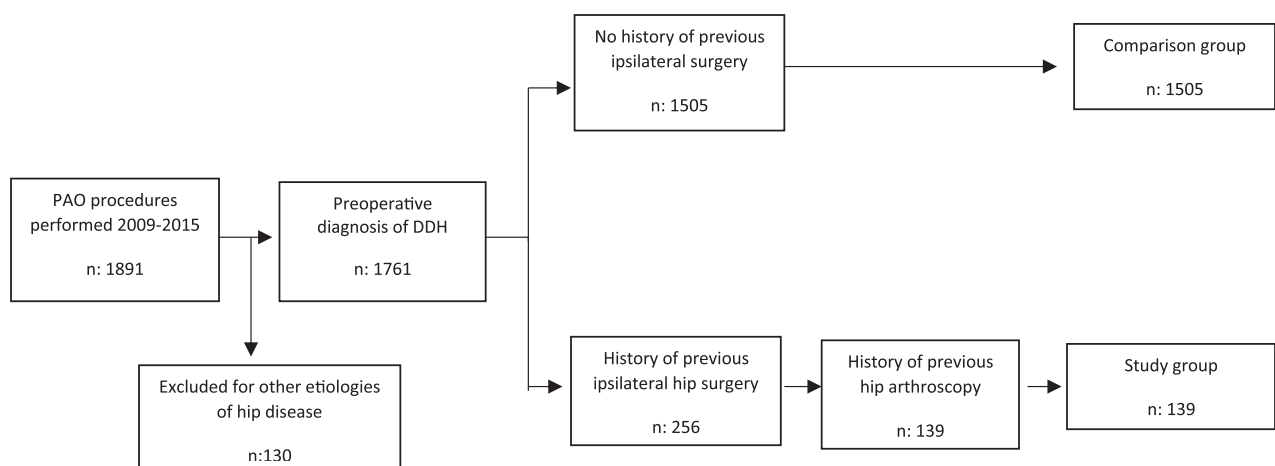 PAO procedures
performed 2009-2015
n: 1891
Excluded for other etiologies
of hip disease
n:130
Preoperative
diagnosis of DDH
n: 1761
No history of previous
ipsilateral surgery
n: 1505
Comparison group
n: 1505
History of previous
ipsilateral hip surgery
n: 256
History of previous
hip arthroscopy
n: 139
Study group
n: 139